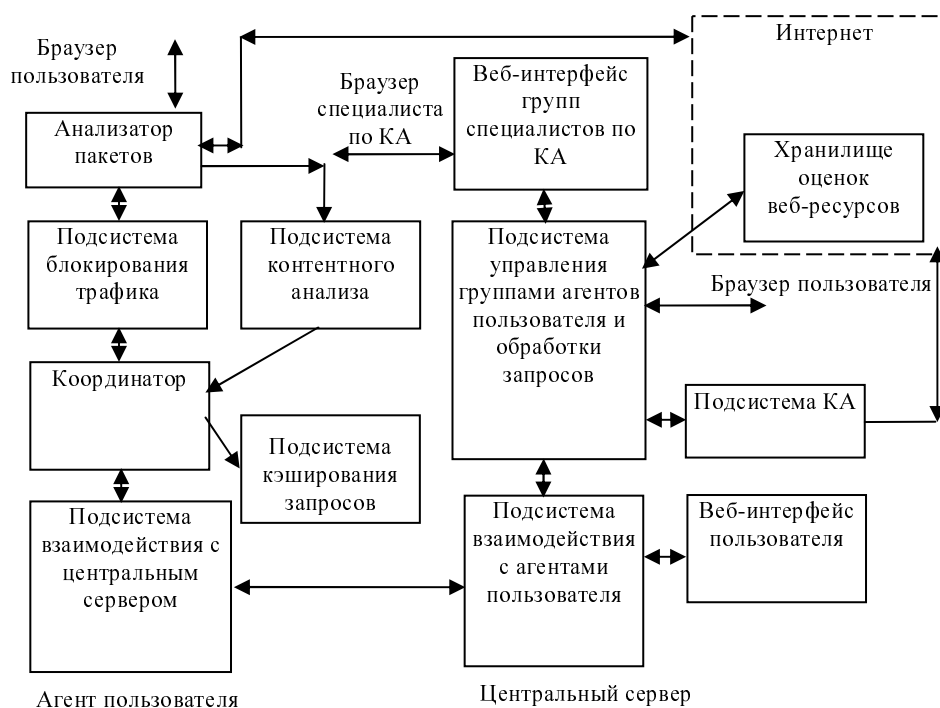 Браузер
пользователя
Интернет
Браузер
специалиста
по КА
Веб-интерфейс
групп
специалистов по
КА
Анализатор
пакетов
Хранилище
оценок
веб-ресурсов
Подсистема
блокирования
трафика
Подсистема
контентного
анализа
Подсистема
управления
группами агентов
пользователя и
обработки
запросов
Браузер пользователя
Координатор
Подсистема КА
Подсистема
кэширования
запросов
Подсистема
взаимодействия с
центральным
сервером
Подсистема
взаимодействия
с агентами
пользователя
Веб-интерфейс
пользователя
Агент пользователя
Центральный сервер